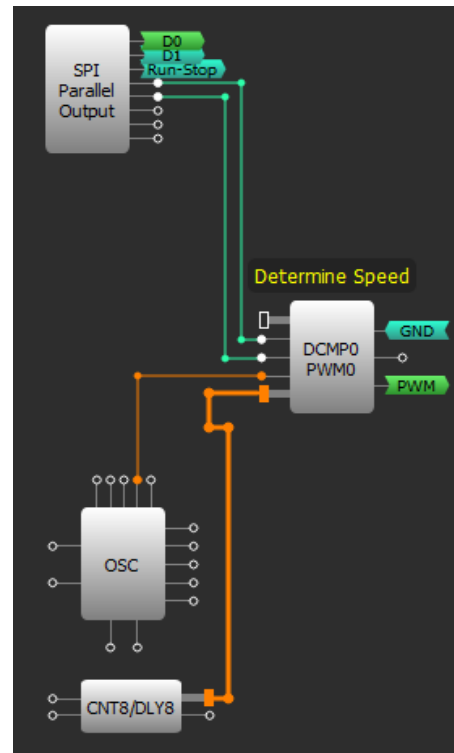 D0
D1
Run-Stop
SPI
Parallel
Output
Determine Speed
GND
DCMP0
PWM0
PWM
OSC
CNT8/DLY8